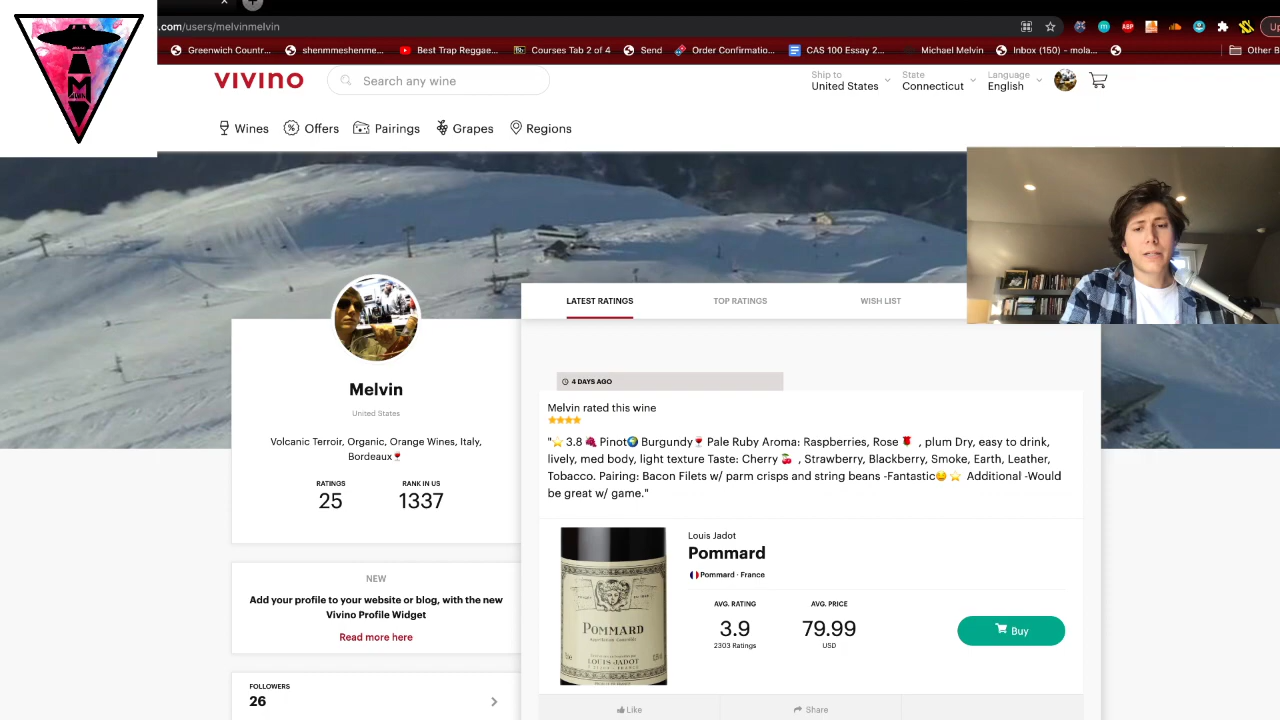 .com/users/melvinmelvin
Up
Greenwich Countr...
shenmmeshenme...
Best Trap Reggae...
Courses Tab 2 of 4
Send
Order Confirmatio...
CAS 100 Essay 2...
Michael Melvin
Inbox (150) - mola...
Other B
M
VIVINO
Search any wine
Ship to
United States
State
Connecticut
Language
English
Wines
Offers
Pairings
Grapes
Regions
LATEST RATINGS
TOP RATINGS
WISH LIST
Melvin
United States
Volcanic Terroir, Organic, Orange Wines, Italy,
Bordeaux🍷
RATINGS
25
RANK IN US
1337
NEW
Add your profile to your website or blog, with the new
Vivino Profile Widget
Read more here
FOLLOWERS
26
4 DAYS AGO
Melvin rated this wine
"⭐ 3.8 🍇 Pinot🌍 Burgundy🍷 Pale Ruby Aroma: Raspberries, Rose 🌹 , plum Dry, easy to drink,
lively, med body, light texture Taste: Cherry 🍒 , Strawberry, Blackberry, Smoke, Earth, Leather,
Tobacco. Pairing: Bacon Filets w/ parm crisps and string beans -Fantastic😋 ⭐ Additional -Would
be great w/ game."
Louis Jadot
Pommard
Pommard · France
AVG. RATING
3.9
2303 Ratings
AVG. PRICE
79.99
USD
Buy
POMMARD
LOUIS JADOT
Like
Share